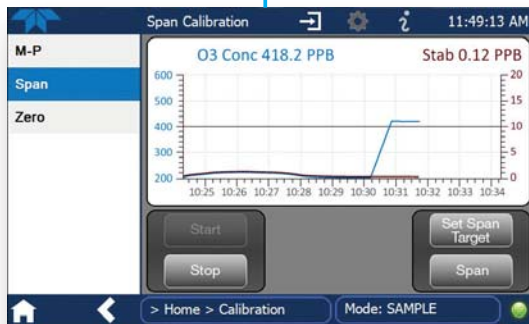 Span Calibration
11:49:13 AM
M-P
Span
Zero
O3 Conc 418.2 PPB
Stab 0.12 PPB
600
500
400
300
200
20
15
10
5
0
10:25 10:26 10:27 10:28 10:29 10:30 10:31 10:32 10:33 10:34
Start
Stop
Set Span
Target
Span
> Home > Calibration
Mode: SAMPLE